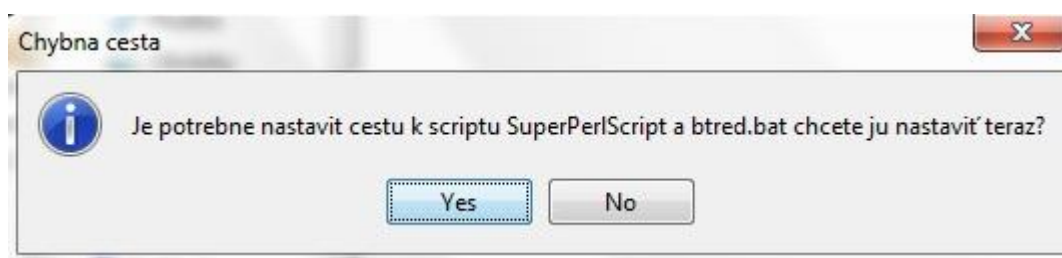 Chybna cesta
Je potrebne nastavit cestu k scriptu SuperPerlScript a btred.bat chcete ju nastaviť teraz?
Yes
No